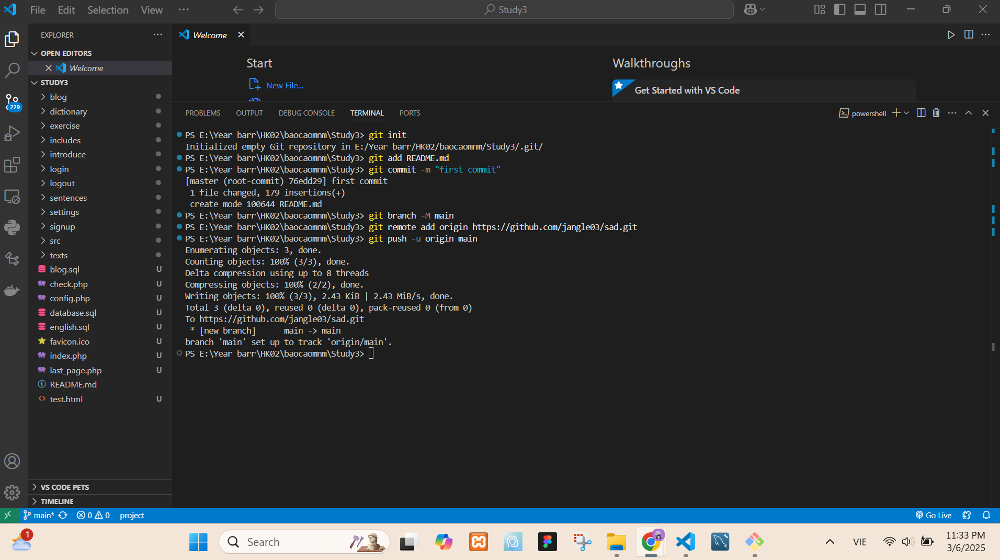 File Edit Selection View ··· Study3
EXPLORER ···
OPEN EDITORS
Welcome
STUDY3
blog
dictionary
exercise
includes
introduce
login
logout
sentences
settings
signup
src
texts
blog.sql U
check.php U
config.php U
database.sql U
english.sql U
favicon.ico U
index.php U
last_page.php U
README.md
test.html U
VS CODE PETS
TIMELINE
229
Welcome
Start
New File...
Walkthroughs
Get Started with VS Code
PROBLEMS OUTPUT DEBUG CONSOLE TERMINAL PORTS powershell
PS E:\Year barr\HK02\baocaomnm\Study3> git init
Initialized empty Git repository in E:/Year barr/HK02/baocaomnm/Study3/.git/
PS E:\Year barr\HK02\baocaomnm\Study3> git add README.md
PS E:\Year barr\HK02\baocaomnm\Study3> git commit -m "first commit"
[master (root-commit) 76edd29] first commit
1 file changed, 179 insertions(+)
create mode 100644 README.md
PS E:\Year barr\HK02\baocaomnm\Study3> git branch -M main
PS E:\Year barr\HK02\baocaomnm\Study3> git remote add origin https://github.com/jangle03/sad.git
PS E:\Year barr\HK02\baocaomnm\Study3> git push -u origin main
Enumerating objects: 3, done.
Counting objects: 100% (3/3), done.
Delta compression using up to 8 threads
Compressing objects: 100% (2/2), done.
Writing objects: 100% (3/3), 2.43 KiB | 2.43 MiB/s, done.
Total 3 (delta 0), reused 0 (delta 0), pack-reused 0 (from 0)
To https://github.com/jangle03/sad.git
* [new branch]      main -> main
branch 'main' set up to track 'origin/main'.
PS E:\Year barr\HK02\baocaomnm\Study3>
main* 0 0 project Go Live
1 Search VIE 11:33 PM
3/6/2025